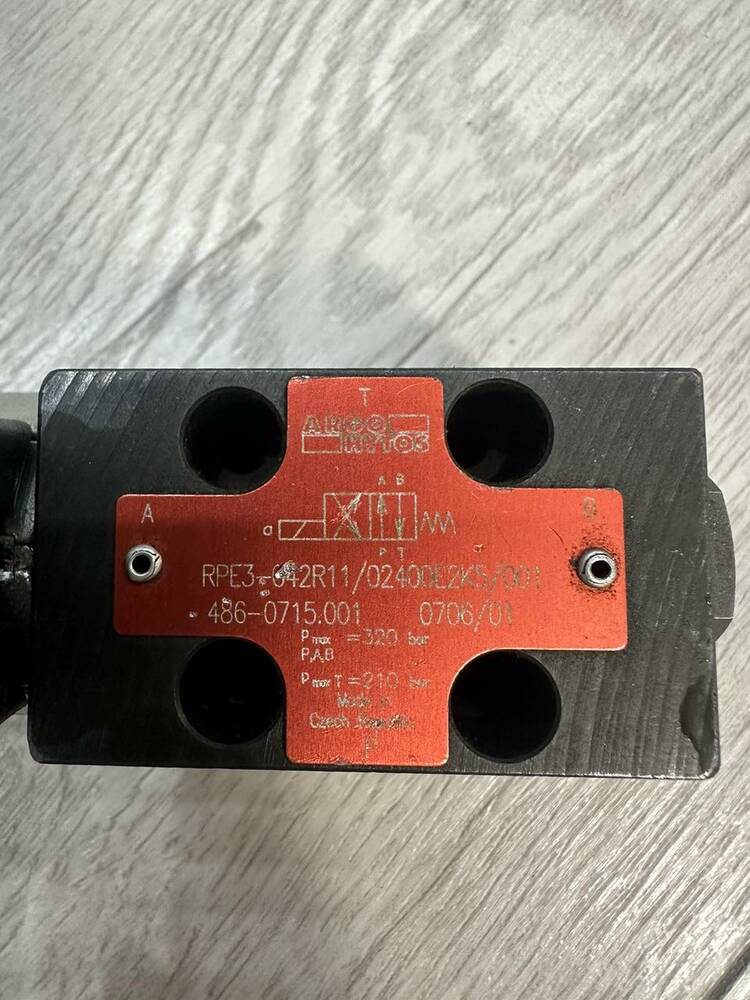 T
ARGO
HYTOS
A B
A
B
a
P T
RPE3-042R11/02400E2K5/001
486-0715.001 0706/01
Pmax =320 bar
P,A,B
Pmax T=210 bar
Made in
Czech Republic
P